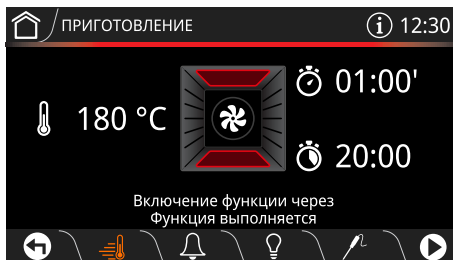 ПРИГОТОВЛЕНИЕ
12:30
180 °C
01:00'
20:00
Включение функции через
Функция выполняется